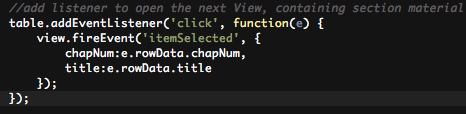 //add listener to open the next View, containing section material
table.addEventListener('click', function(e) {
    view.fireEvent('itemSelected', {
        chapNum:e.rowData.chapNum,
        title:e.rowData.title
    });
});